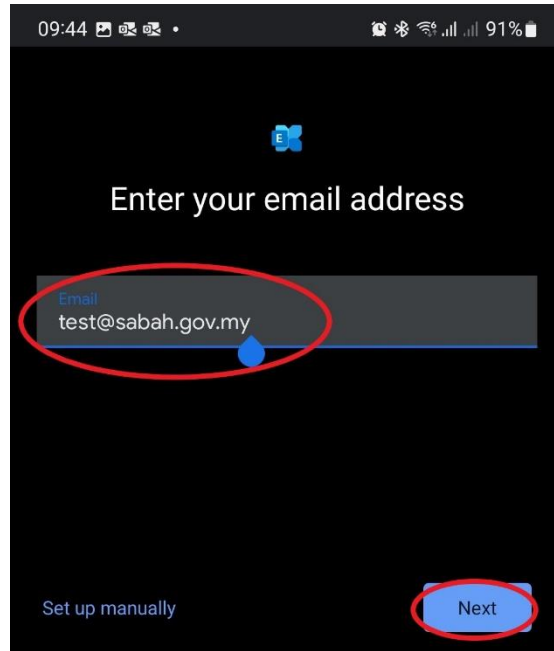 09:44 91%
E
Enter your email address
Email
test@sabah.gov.my
Set up manually Next